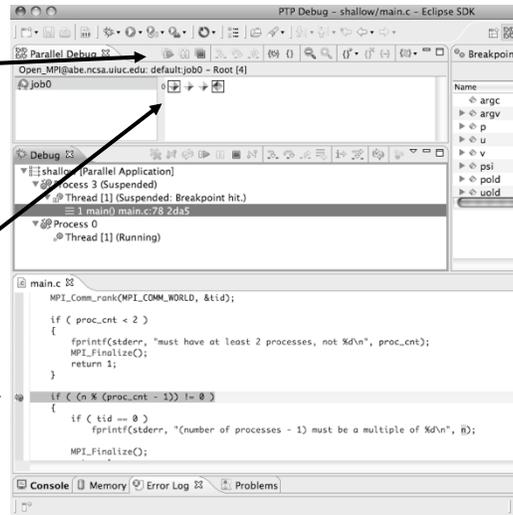 PTP Debug - shallow/main.c - Eclipse SDK
Parallel Debug
Breakpoin
Open_MPI@abe.ncsa.uiuc.edu: default:job0 - Root [4]
job0
0
Name
argc
argv
p
u
v
psi
pold
uold
Debug
shallow [Parallel Application]
Process 3 (Suspended)
Thread [1] (Suspended: Breakpoint hit.)
1 main() main.c:78 2da5
Process 0
Thread [1] (Running)
main.c
MPI_Comm_rank(MPI_COMM_WORLD, &tid);
if ( proc_cnt < 2 )
{
fprintf(stderr, "must have at least 2 processes, not %d\n", proc_cnt);
MPI_Finalize();
return 1;
}
if ( (n % (proc_cnt - 1)) != 0 )
{
if ( tid == 0 )
fprintf(stderr, "(number of processes - 1) must be a multiple of %d\n", n);
MPI_Finalize();
Console Memory Error Log Problems